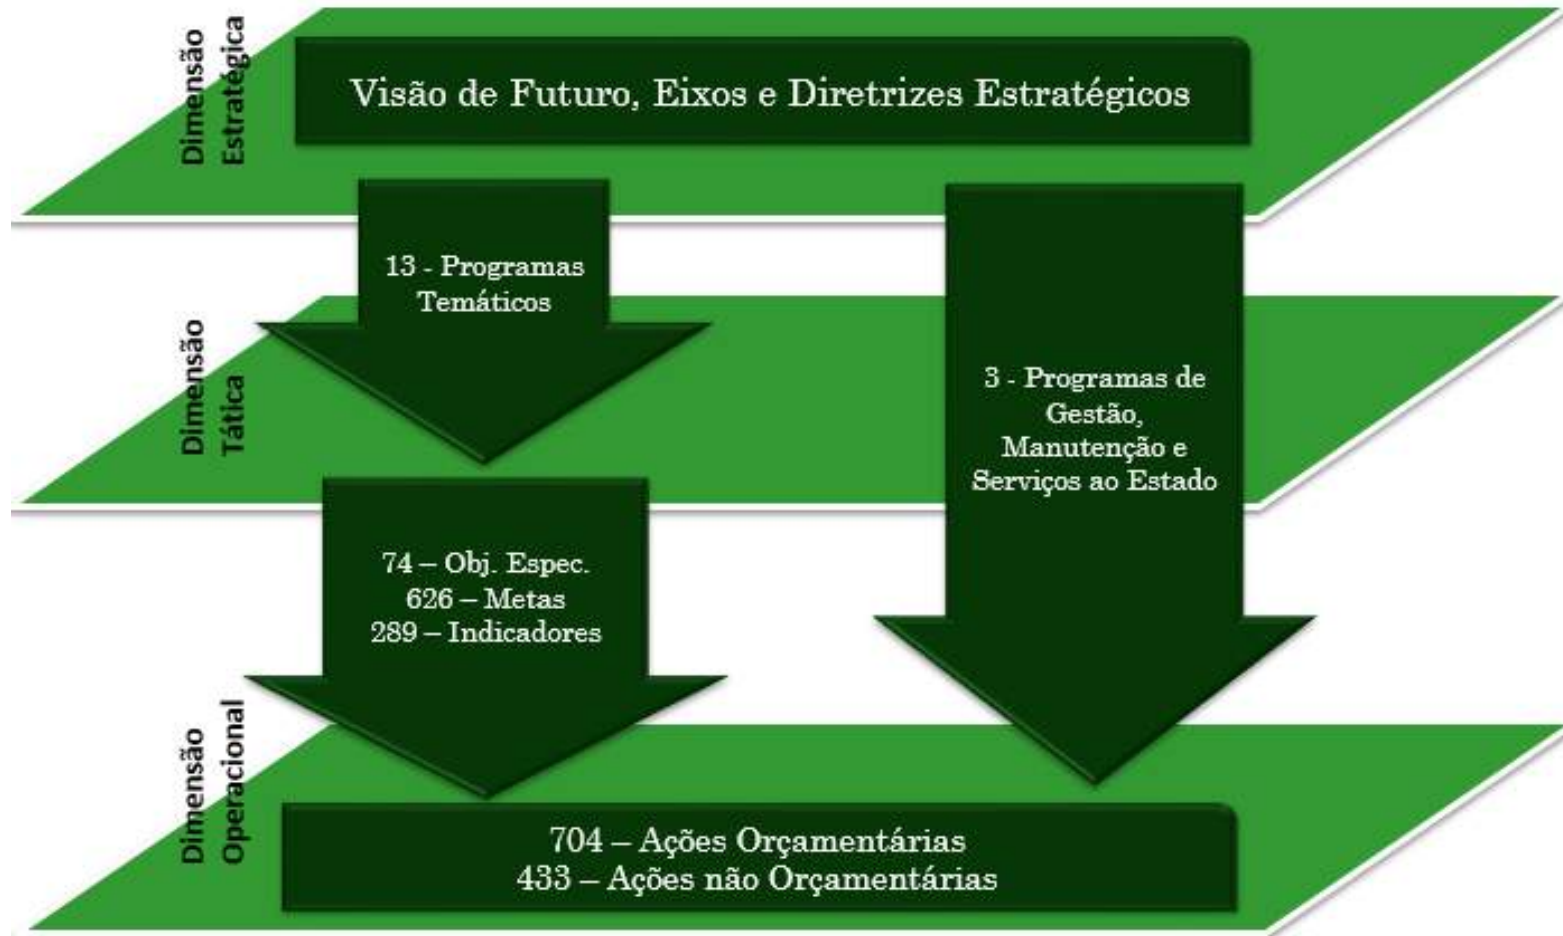 Dimensão
Estratégica
Visão de Futuro, Eixos e Diretrizes Estratégicos
13 - Programas
Temáticos
Dimensão
Tática
3 - Programas de
Gestão,
Manutenção e
Serviços ao Estado
74 – Obj. Espec.
626 – Metas
289 – Indicadores
Dimensão
Operacional
704 – Ações Orçamentárias
433 – Ações não Orçamentárias